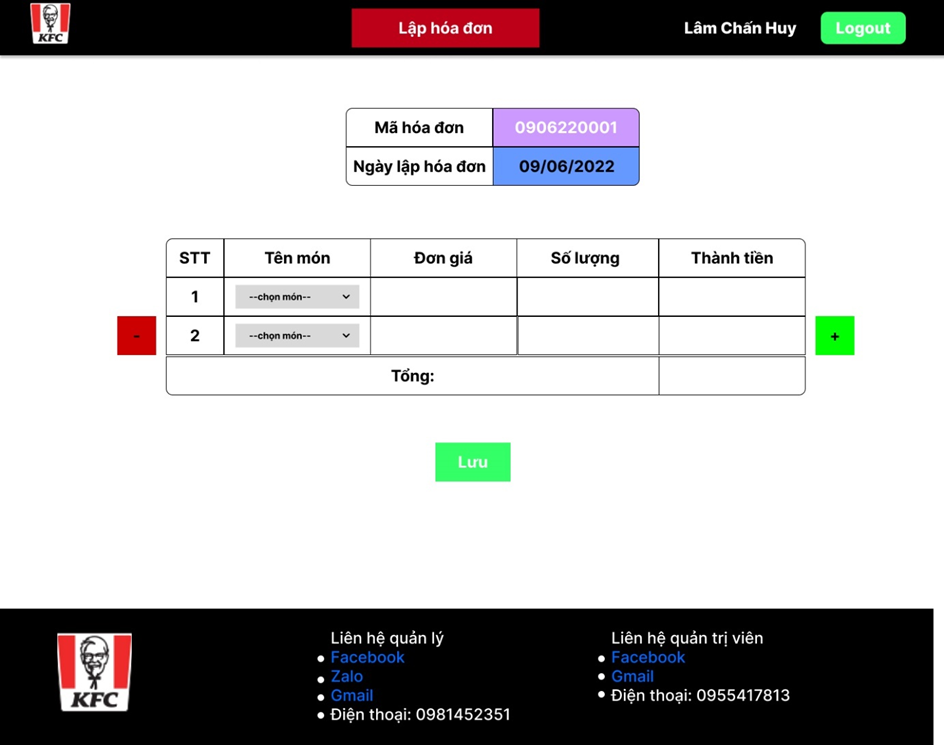 KFC
Lập hóa đơn
Lâm Chấn Huy
Logout
Mã hóa đơn 0906220001
Ngày lập hóa đơn 09/06/2022
STT Tên món Đơn giá Số lượng Thành tiền
1 --chọn món--
- 2 --chọn món-- +
Tổng:
Lưu
KFC
Liên hệ quản lý
Facebook
Zalo
Gmail
Điện thoại: 0981452351
Liên hệ quản trị viên
Facebook
Gmail
Điện thoại: 0955417813